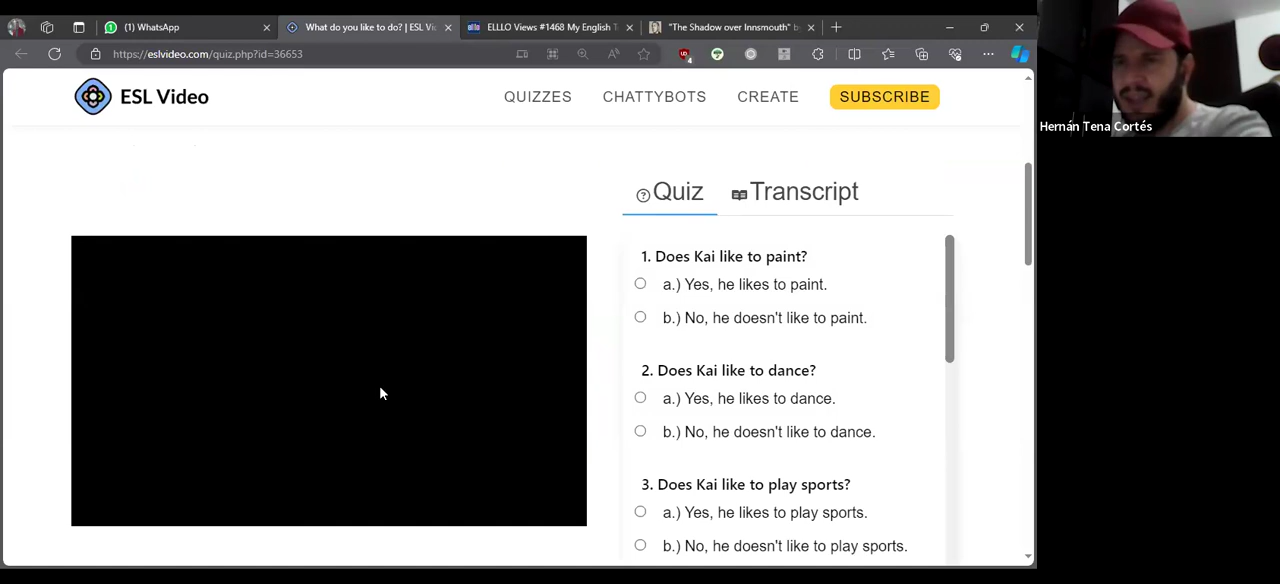 (1) WhatsApp
What do you like to do? | ESL Vi
ELLLO Views #1468 My English T
"The Shadow over Innsmouth" b
https://eslvideo.com/quiz.php?id=36653
4
Hernán Tena Cortés
ESL Video
QUIZZES
CHATTYBOTS
CREATE
SUBSCRIBE
Quiz
Transcript
1. Does Kai like to paint?
a.) Yes, he likes to paint.
b.) No, he doesn't like to paint.
2. Does Kai like to dance?
a.) Yes, he likes to dance.
b.) No, he doesn't like to dance.
3. Does Kai like to play sports?
a.) Yes, he likes to play sports.
b.) No, he doesn't like to play sports.